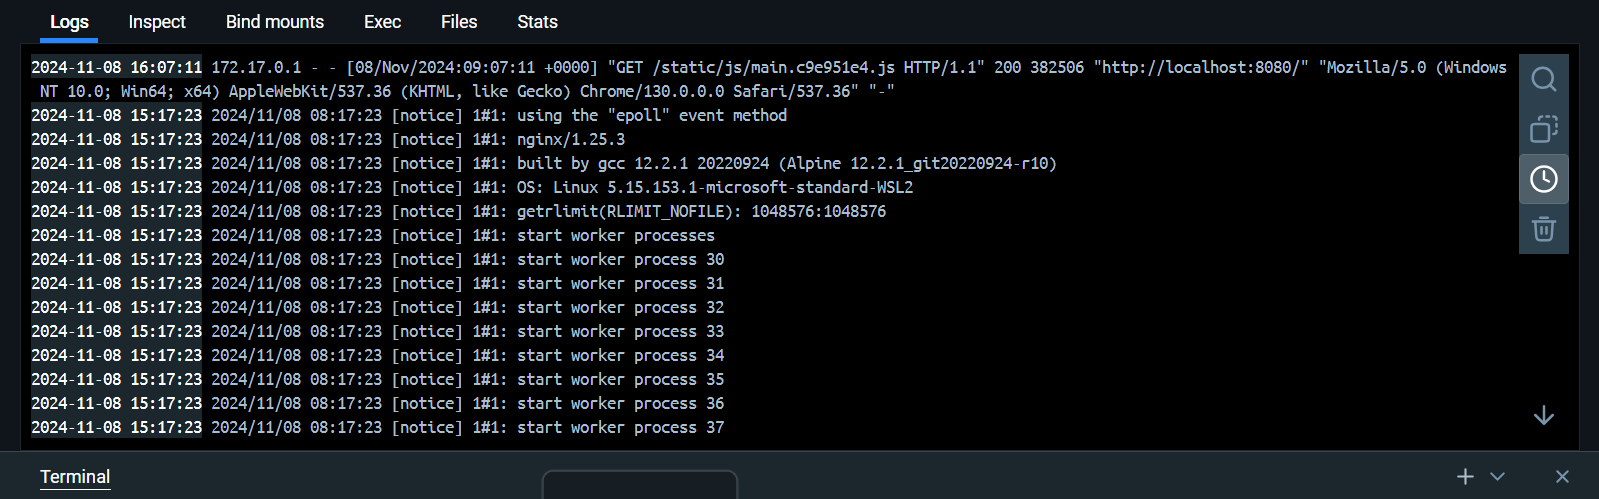 Logs Inspect Bind mounts Exec Files Stats
2024-11-08 16:07:11 172.17.0.1 - - [08/Nov/2024:09:07:11 +0000] "GET /static/js/main.c9e951e4.js HTTP/1.1" 200 382506 "http://localhost:8080/" "Mozilla/5.0 (Windows
NT 10.0; Win64; x64) AppleWebKit/537.36 (KHTML, like Gecko) Chrome/130.0.0.0 Safari/537.36" "-"
2024-11-08 15:17:23 2024/11/08 08:17:23 [notice] 1#1: using the "epoll" event method
2024-11-08 15:17:23 2024/11/08 08:17:23 [notice] 1#1: nginx/1.25.3
2024-11-08 15:17:23 2024/11/08 08:17:23 [notice] 1#1: built by gcc 12.2.1 20220924 (Alpine 12.2.1_git20220924-r10)
2024-11-08 15:17:23 2024/11/08 08:17:23 [notice] 1#1: OS: Linux 5.15.153.1-microsoft-standard-WSL2
2024-11-08 15:17:23 2024/11/08 08:17:23 [notice] 1#1: getrlimit(RLIMIT_NOFILE): 1048576:1048576
2024-11-08 15:17:23 2024/11/08 08:17:23 [notice] 1#1: start worker processes
2024-11-08 15:17:23 2024/11/08 08:17:23 [notice] 1#1: start worker process 30
2024-11-08 15:17:23 2024/11/08 08:17:23 [notice] 1#1: start worker process 31
2024-11-08 15:17:23 2024/11/08 08:17:23 [notice] 1#1: start worker process 32
2024-11-08 15:17:23 2024/11/08 08:17:23 [notice] 1#1: start worker process 33
2024-11-08 15:17:23 2024/11/08 08:17:23 [notice] 1#1: start worker process 34
2024-11-08 15:17:23 2024/11/08 08:17:23 [notice] 1#1: start worker process 35
2024-11-08 15:17:23 2024/11/08 08:17:23 [notice] 1#1: start worker process 36
2024-11-08 15:17:23 2024/11/08 08:17:23 [notice] 1#1: start worker process 37
Terminal